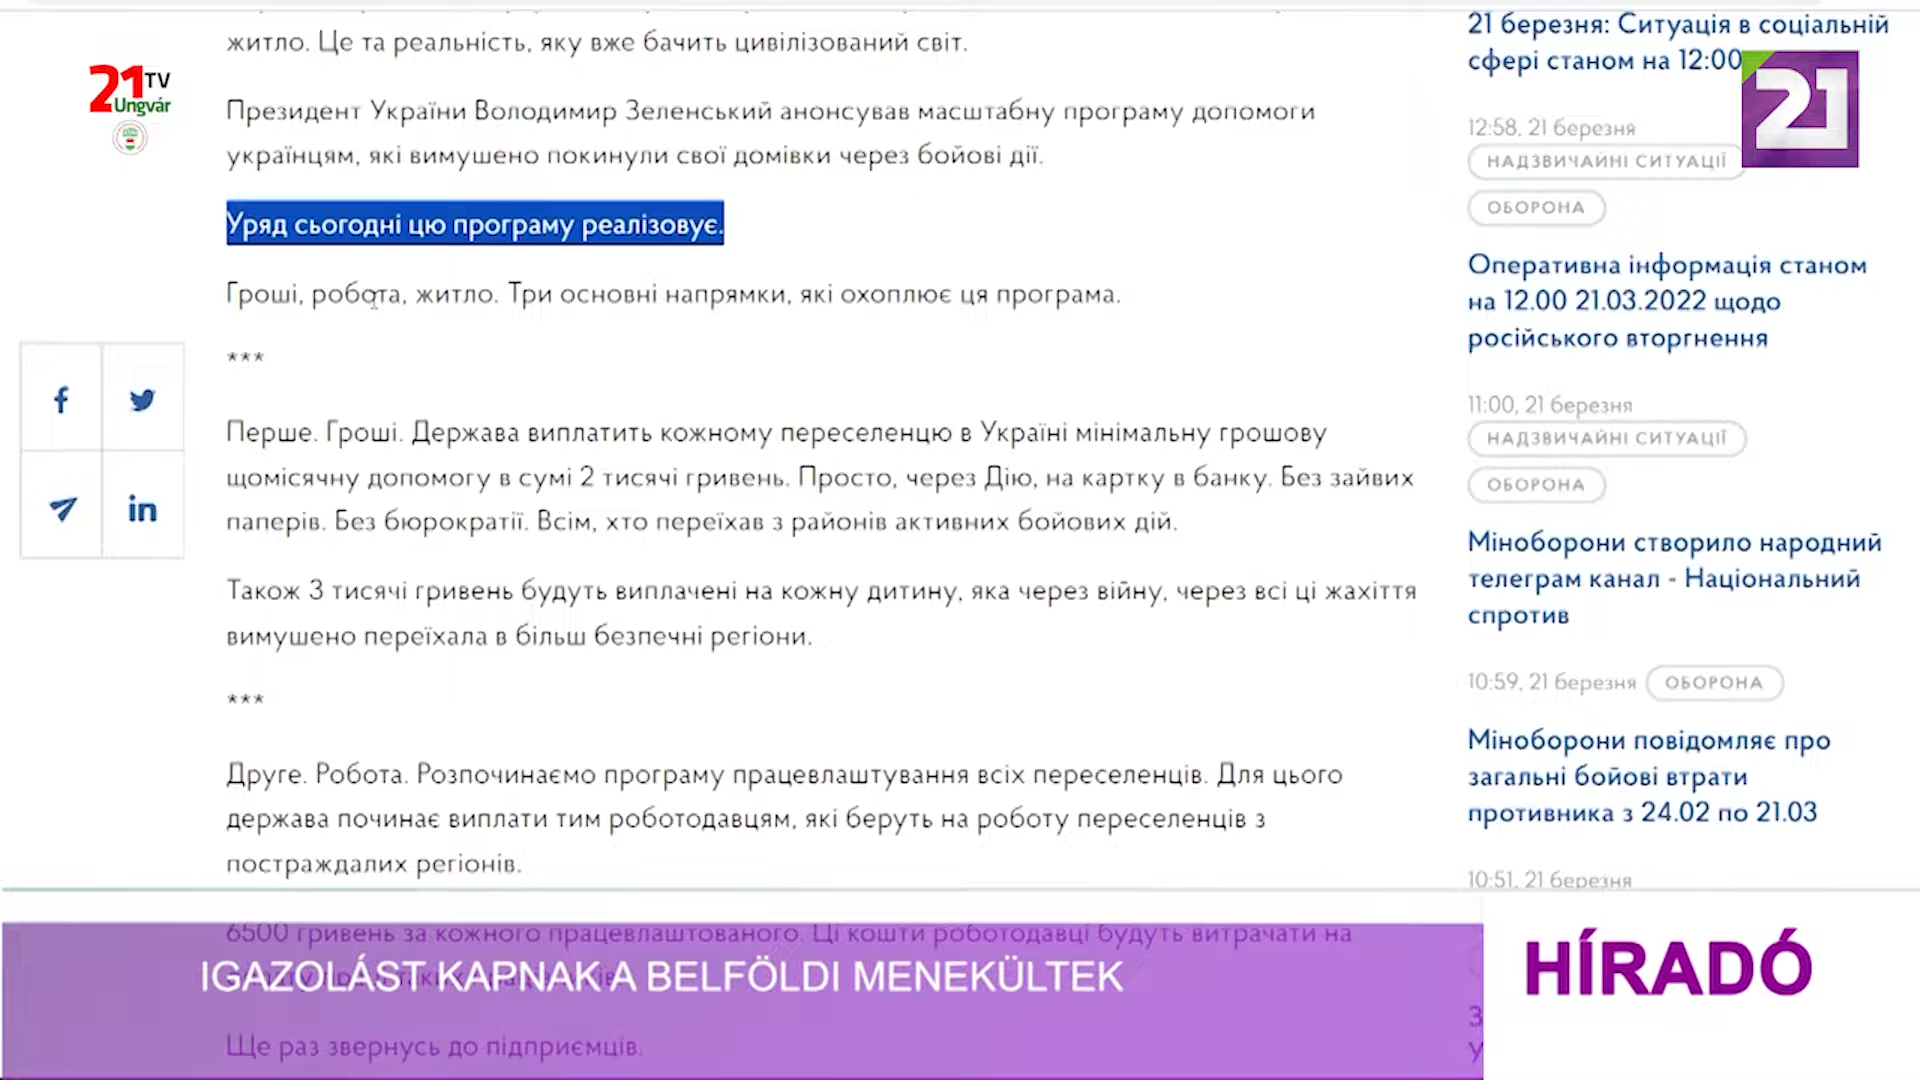 21 TV
Ungvár
житло. Це та реальність, яку вже бачить цивілізований світ.
Президент України Володимир Зеленський анонсував масштабну програму допомоги
українцям, які вимушено покинули свої домівки через бойові дії.
Уряд сьогодні цю програму реалізовує.
Гроші, робота, житло. Три основні напрямки, які охоплює ця програма.
***
Перше. Гроші. Держава виплатить кожному переселенцю в Україні мінімальну грошову
щомісячну допомогу в сумі 2 тисячі гривень. Просто, через Дію, на картку в банку. Без зайвих
паперів. Без бюрократії. Всім, хто переїхав з районів активних бойових дій.
Також 3 тисячі гривень будуть виплачені на кожну дитину, яка через війну, через всі ці жахіття
вимушено переїхала в більш безпечні регіони.
***
Друге. Робота. Розпочинаємо програму працевлаштування всіх переселенців. Для цього
держава починає виплати тим роботодавцям, які беруть на роботу переселенців з
постраждалих регіонів.
6500 гривень за кожного працевлаштованого. Ці кошти роботодавці будуть витрачати на
Ще раз звернусь до підприємців.
21 березня: Ситуація в соціальній
сфері станом на 12:00
21
12:58, 21 березня
НАДЗВИЧАЙНІ СИТУАЦІЇ
ОБОРОНА
Оперативна інформація станом
на 12.00 21.03.2022 щодо
російського вторгнення
11:00, 21 березня
НАДЗВИЧАЙНІ СИТУАЦІЇ
ОБОРОНА
Міноборони створило народний
телеграм канал - Національний
спротив
10:59, 21 березня ОБОРОНА
Міноборони повідомляє про
загальні бойові втрати
противника з 24.02 по 21.03
10:51, 21 березня
IGAZOLÁST KAPNAK A BELFÖLDI MENEKÜLTEK
HÍRADÓ